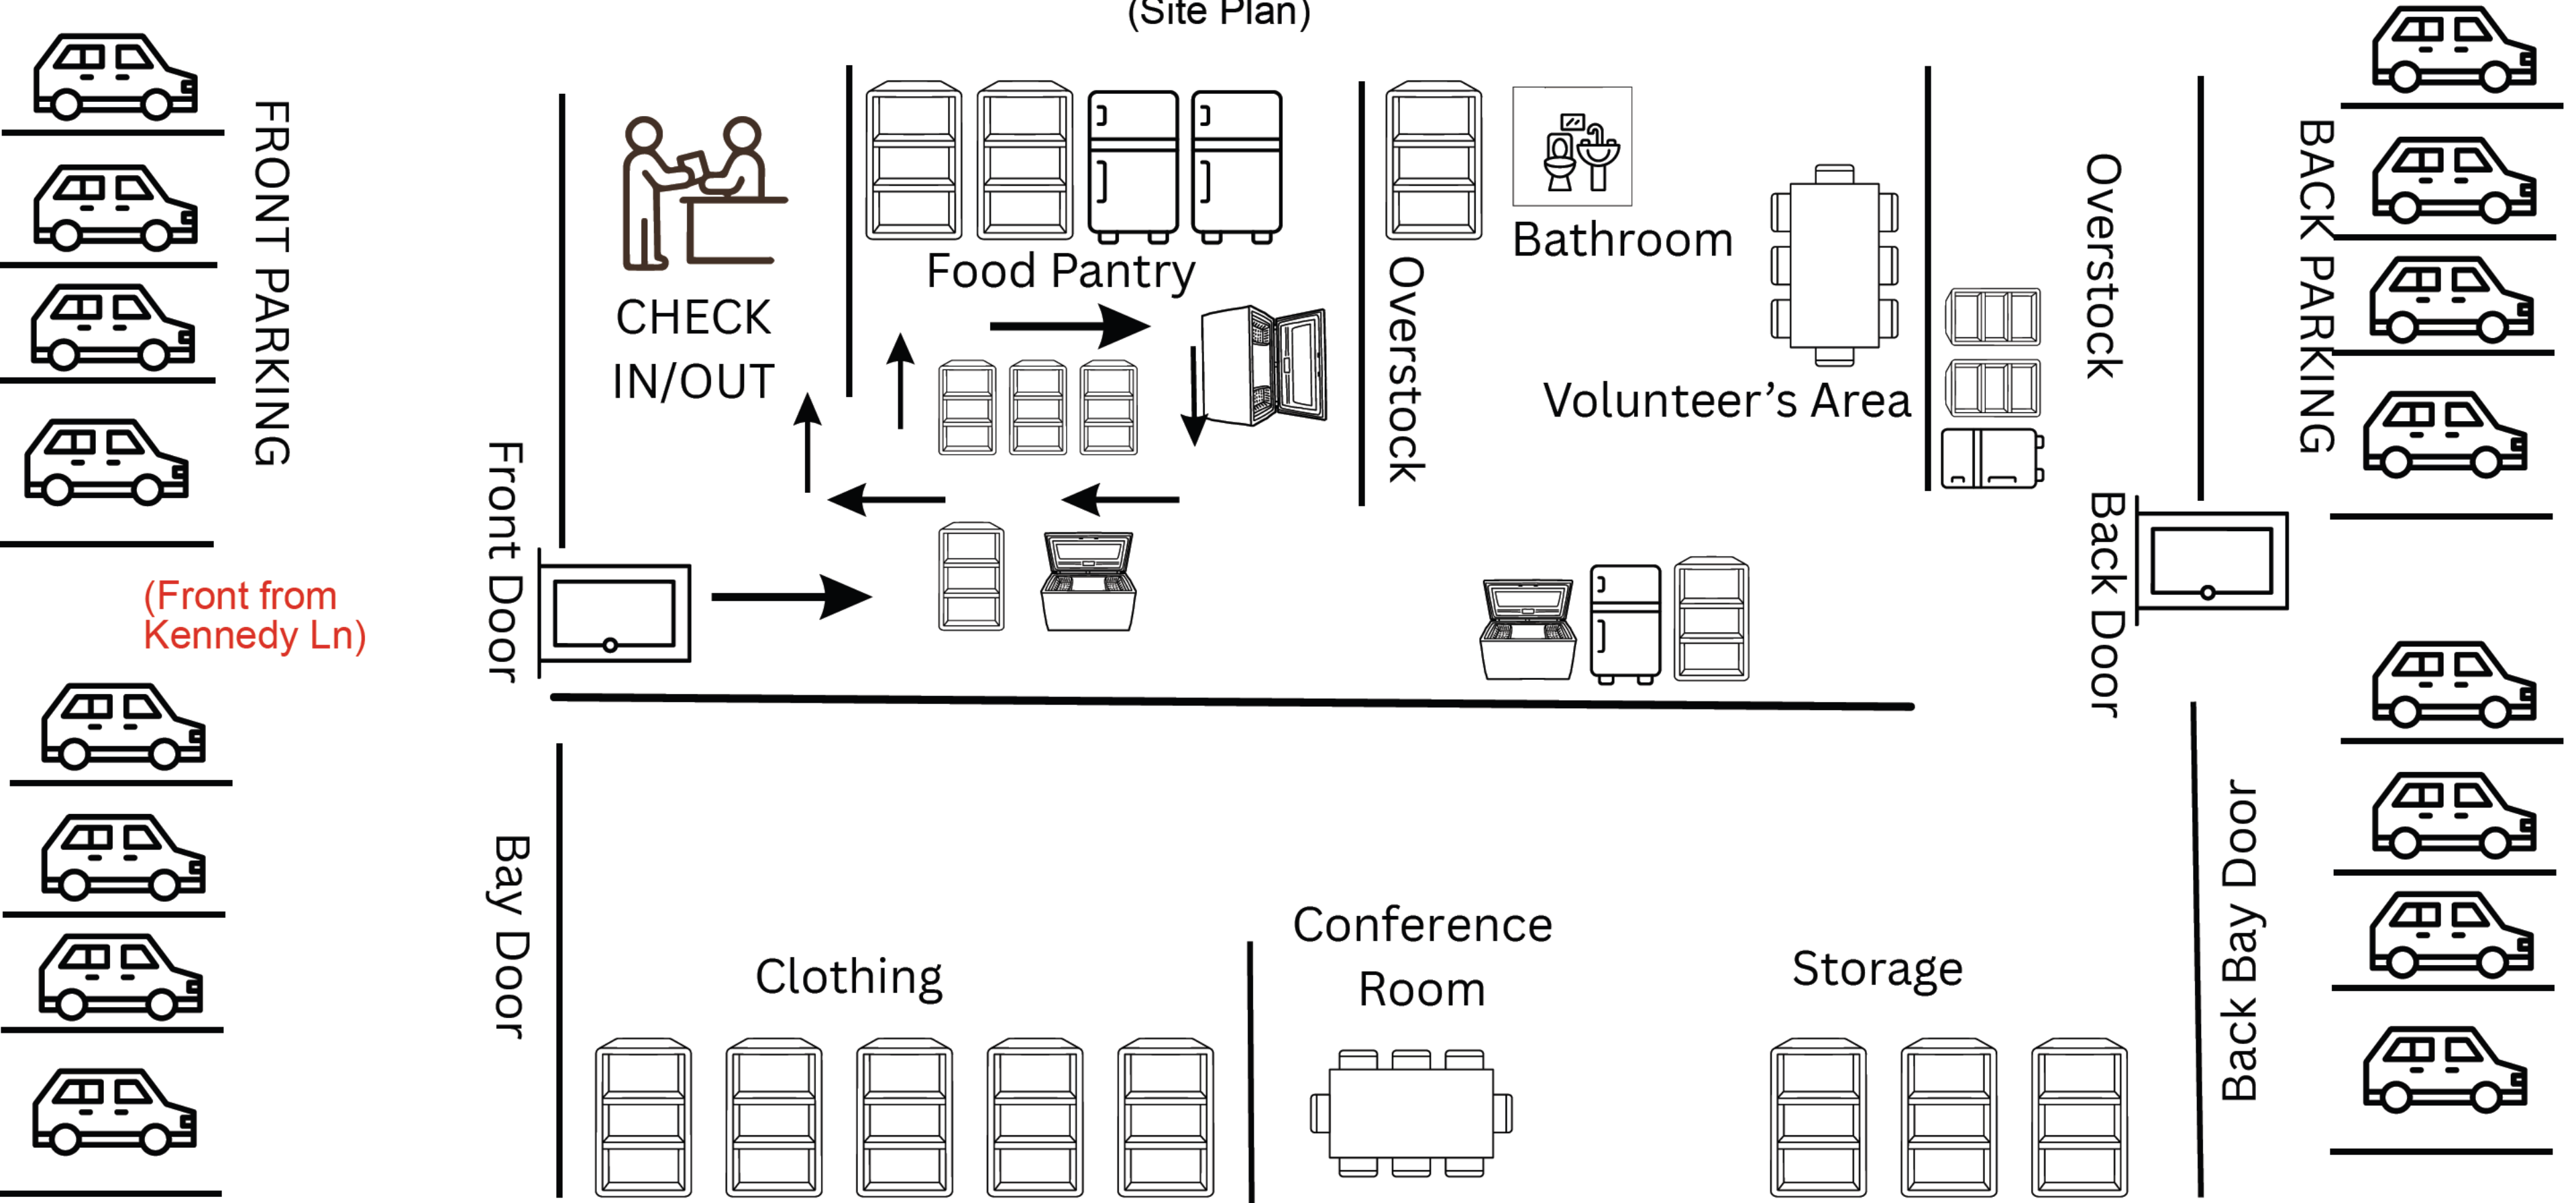 (Site Plan)
FRONT PARKING
CHECK
IN/OUT
Food Pantry
Overstock
Bathroom
Volunteer's Area
Overstock
BACK PARKING
Front Door
Back Door
(Front from
Kennedy Ln)
Bay Door
Clothing
Conference
Room
Storage
Back Bay Door